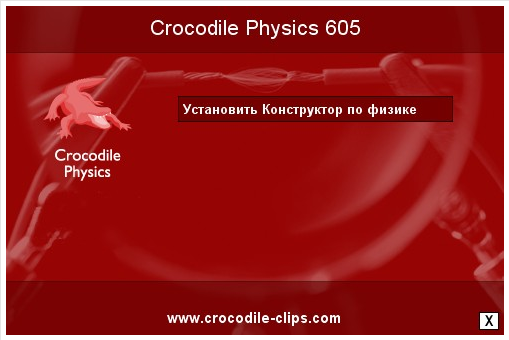 Crocodile Physics 605
Установить Конструктор по физике
Crocodile
Physics
www.crocodile-clips.com
X